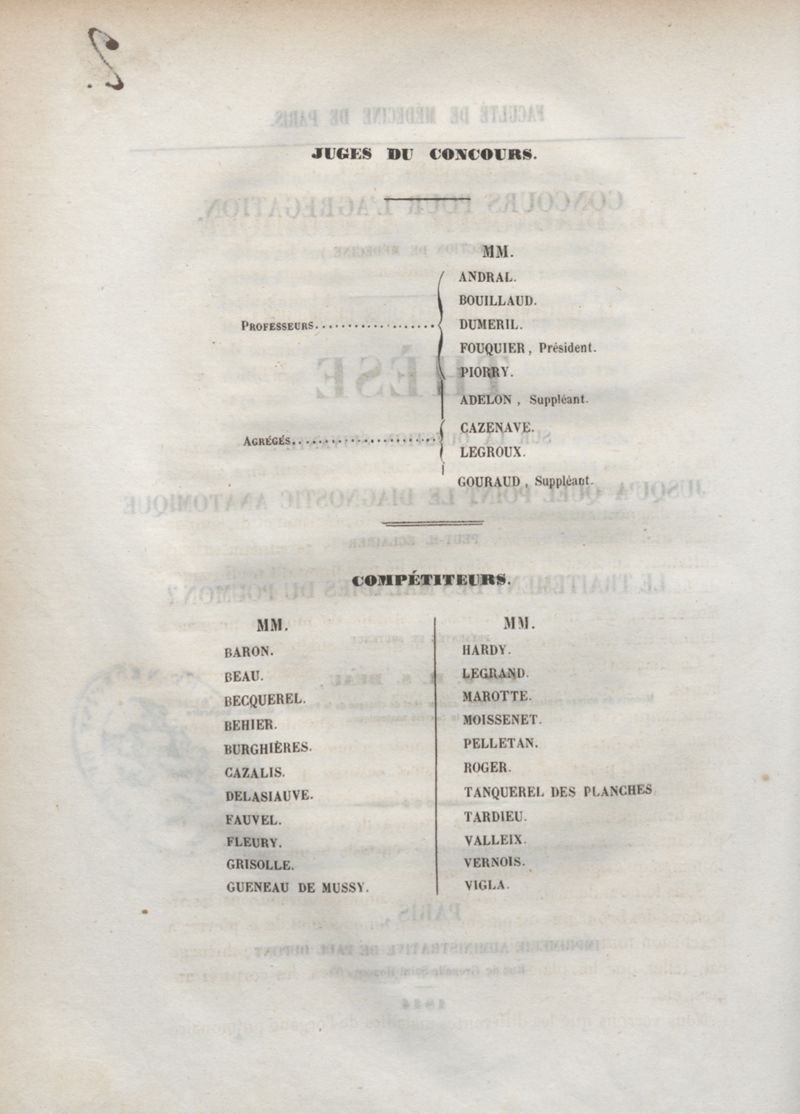 JUGES DU CONCOURS.
MM.
ANDRAL.
BOUILLAUD.
PROFESSEURS.................... DUMERIL.
FOUQUIER, Président.
PIORRY.
ADELON, Suppléant.
CAZENAVE.
AGRÉGÉS........................
LEGROUX.
GOURAUD, Suppléant.
COMPÉTITEURS.
MM.
BARON.
BEAU.
BECQUEREL.
BEHIER.
BURGHIÈRES.
CAZALIS.
DELASIAUVE.
FAUVEL.
FLEURY.
GRISOLLE.
GUENEAU DE MUSSY.
MM.
HARDY.
LEGRAND.
MAROTTE.
MOISSENET.
PELLETAN.
ROGER.
TANQUEREL DES PLANCHES
TARDIEU.
VALLEIX.
VERNOIS.
VIGLA.